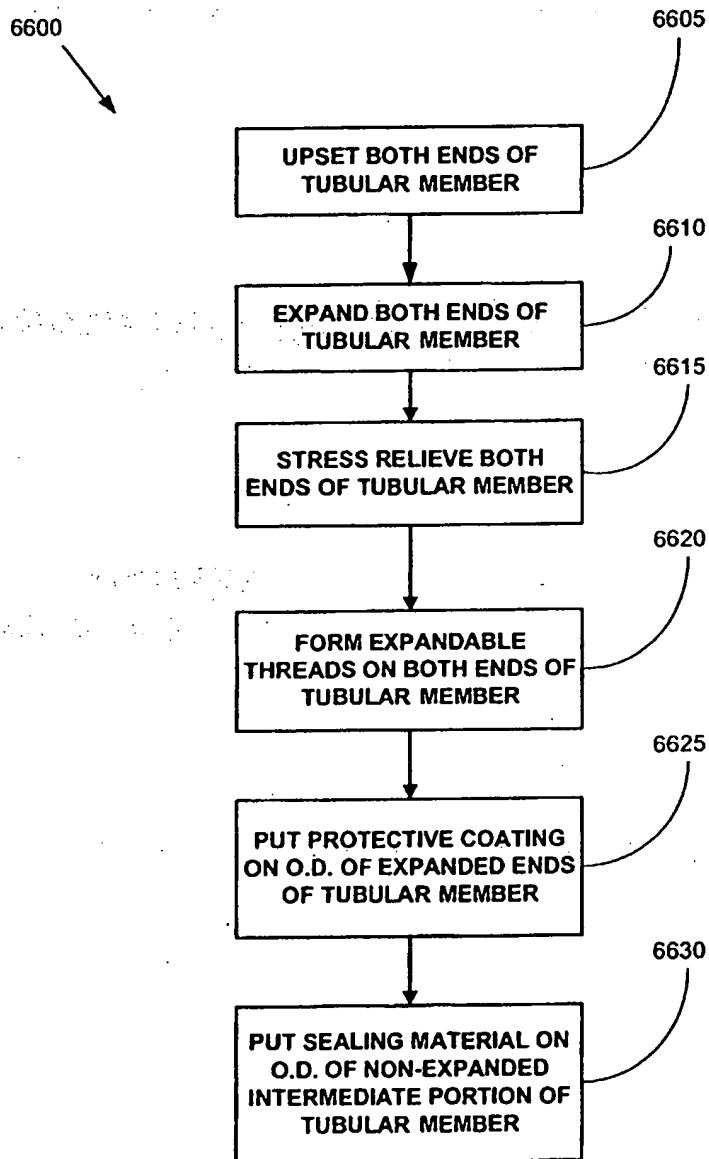 6600
6605
UPSET BOTH ENDS OF
TUBULAR MEMBER
6610
EXPAND BOTH ENDS OF
TUBULAR MEMBER
6615
STRESS RELIEVE BOTH
ENDS OF TUBULAR MEMBER
6620
FORM EXPANDABLE
THREADS ON BOTH ENDS OF
TUBULAR MEMBER
6625
PUT PROTECTIVE COATING
ON O.D. OF EXPANDED ENDS
OF TUBULAR MEMBER
6630
PUT SEALING MATERIAL ON
O.D. OF NON-EXPANDED
INTERMEDIATE PORTION OF
TUBULAR MEMBER